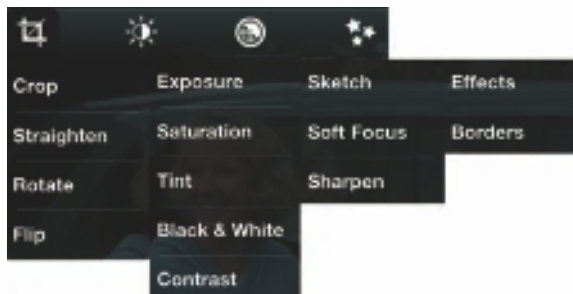 Crop
Straighten
Rotate
Flip
Exposure
Saturation
Tint
Black & White
Contrast
Sketch
Soft Focus
Sharpen
Effects
Borders